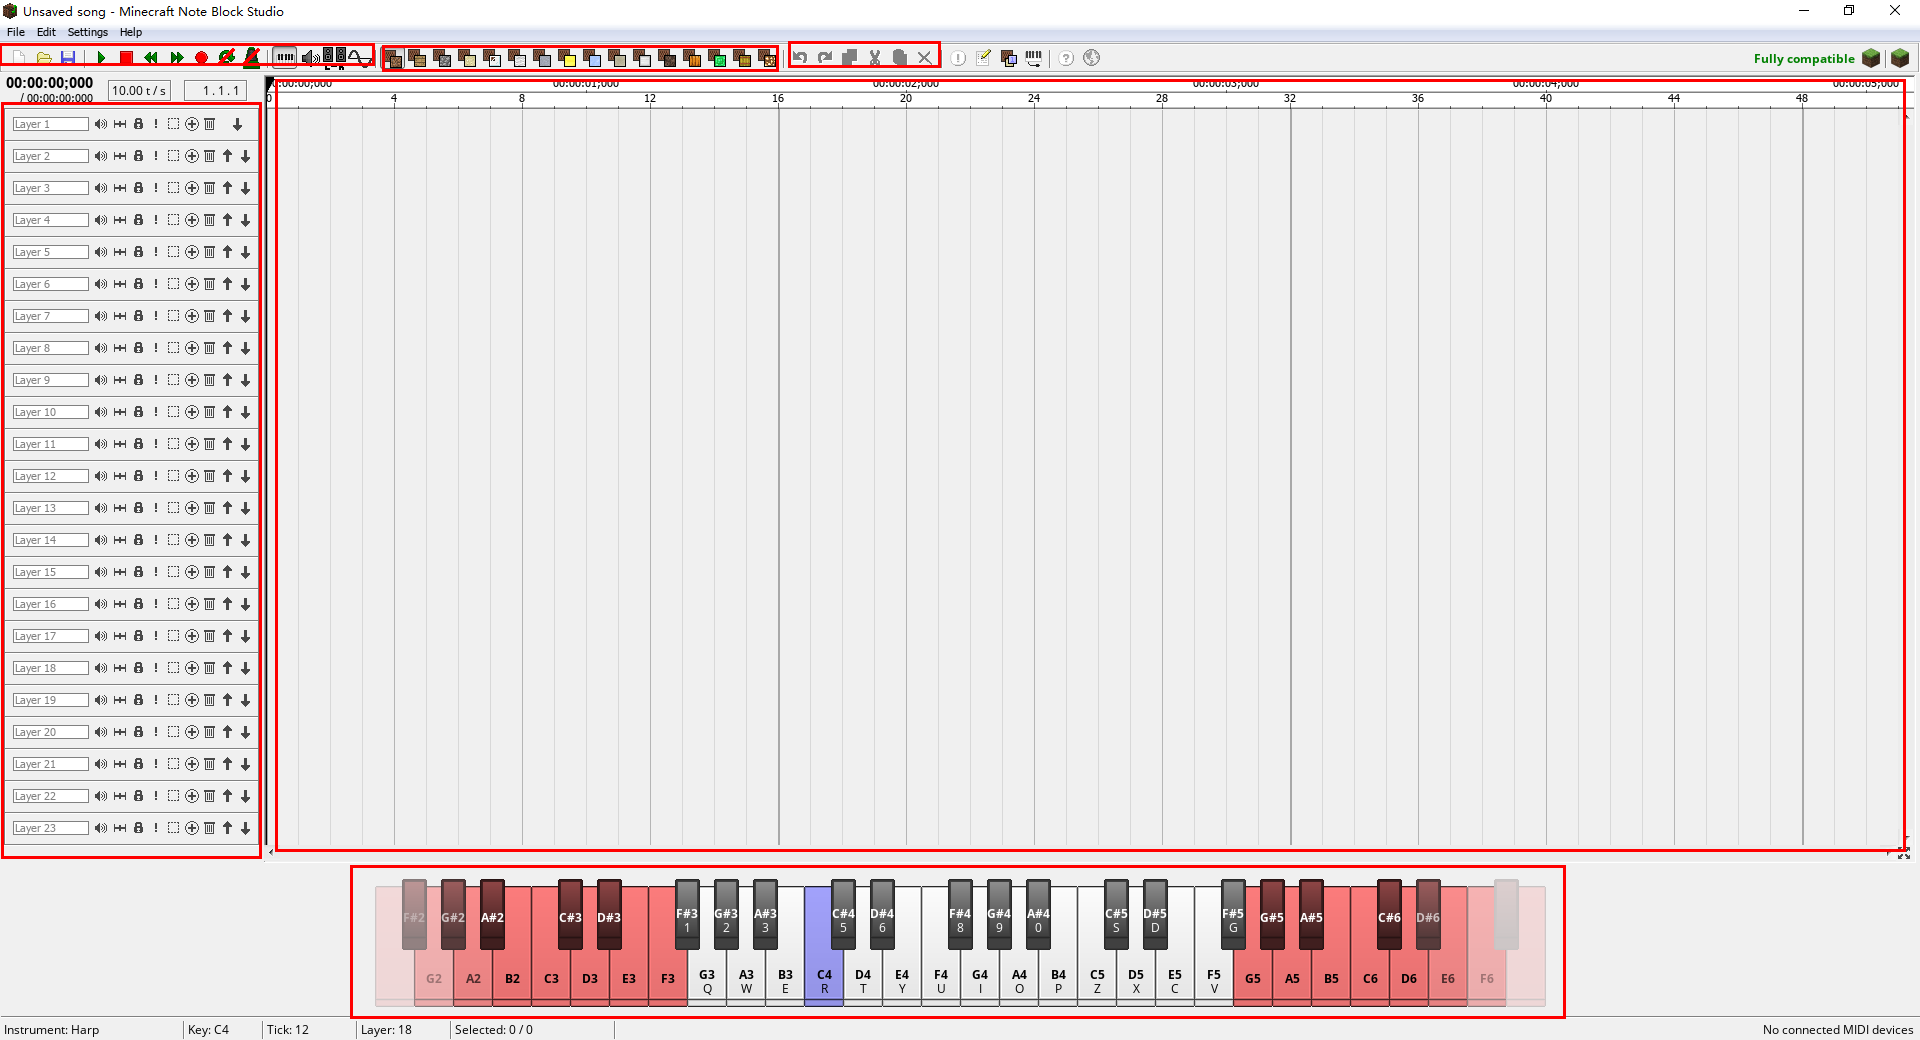 Unsaved song - Minecraft Note Block Studio
File Edit Settings Help
Fully compatible
00:00:00;000
/ 00:00:00;000
10.00 t / s
1 . 1 . 1
00:00:01;000 00:00:02;000 00:00:03;000 00:00:04;000 00:00:05;000
0 4 8 12 16 20 24 28 32 36 40 44 48
Layer 1
Layer 2
Layer 3
Layer 4
Layer 5
Layer 6
Layer 7
Layer 8
Layer 9
Layer 10
Layer 11
Layer 12
Layer 13
Layer 14
Layer 15
Layer 16
Layer 17
Layer 18
Layer 19
Layer 20
Layer 21
Layer 22
Layer 23
F#2 G#2 A#2 C#3 D#3 F#3 G#3 A#3 C#4 D#4 F#4 G#4 A#4 C#5 D#5 F#5 G#5 A#5 C#6 D#6
1 2 3 5 6 8 9 0 S D G
G2 A2 B2 C3 D3 E3 F3 G3 A3 B3 C4 D4 E4 F4 G4 A4 B4 C5 D5 E5 F5 G5 A5 B5 C6 D6 E6 F6
Q W E R T Y U I O P Z X C V
Instrument: Harp Key: C4 Tick: 12 Layer: 18 Selected: 0 / 0 No connected MIDI devices